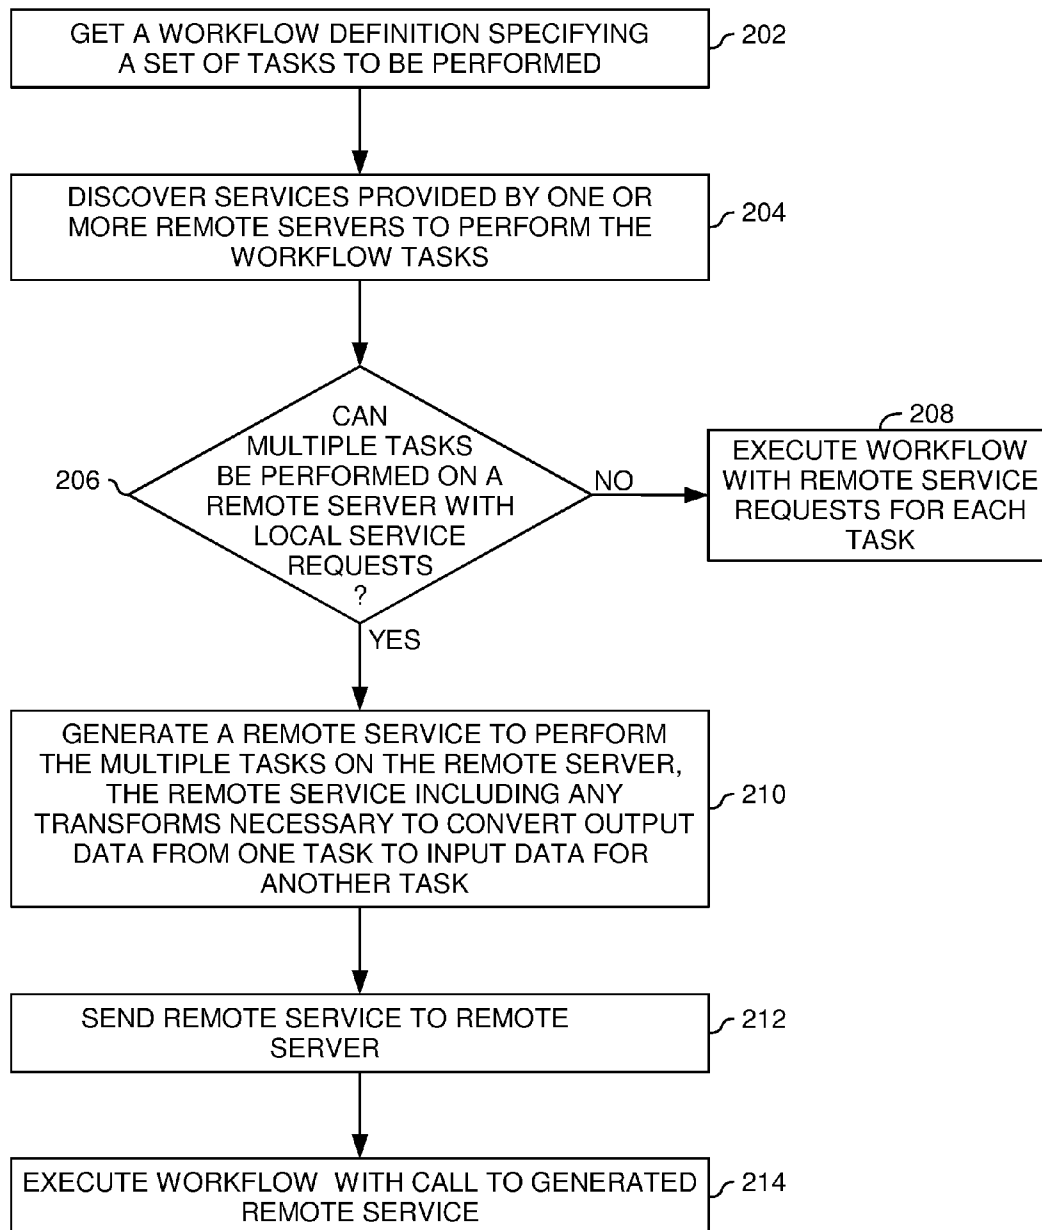 GET A WORKFLOW DEFINITION SPECIFYING
A SET OF TASKS TO BE PERFORMED
202
DISCOVER SERVICES PROVIDED BY ONE OR
MORE REMOTE SERVERS TO PERFORM THE
WORKFLOW TASKS
204
CAN
MULTIPLE TASKS
BE PERFORMED ON A
REMOTE SERVER WITH
LOCAL SERVICE
REQUESTS
?
206
NO
208
EXECUTE WORKFLOW
WITH REMOTE SERVICE
REQUESTS FOR EACH
TASK
YES
GENERATE A REMOTE SERVICE TO PERFORM
THE MULTIPLE TASKS ON THE REMOTE SERVER,
THE REMOTE SERVICE INCLUDING ANY
TRANSFORMS NECESSARY TO CONVERT OUTPUT
DATA FROM ONE TASK TO INPUT DATA FOR
ANOTHER TASK
210
SEND REMOTE SERVICE TO REMOTE
SERVER
212
EXECUTE WORKFLOW WITH CALL TO GENERATED
REMOTE SERVICE
214